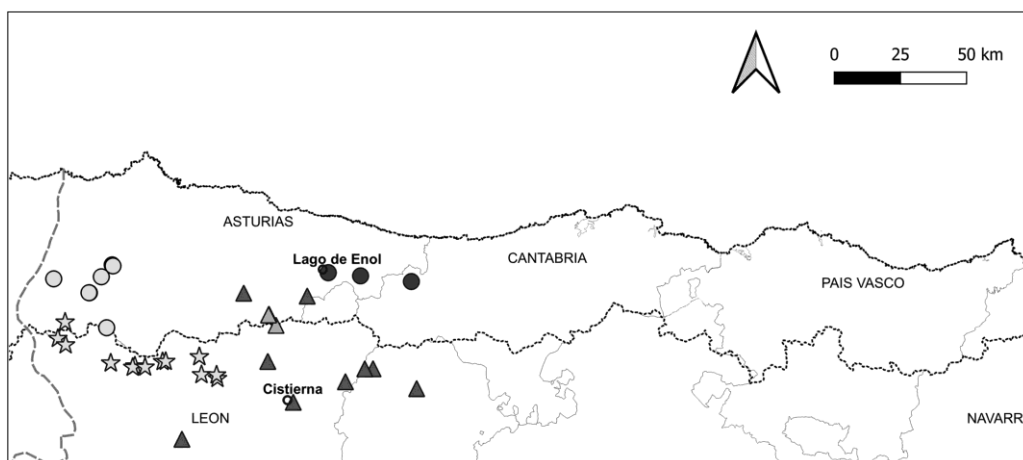 0 25 50 km
ASTURIAS
Lago de Enol
CANTABRIA
PAIS VASCO
Cistierna
LEON
NAVARR